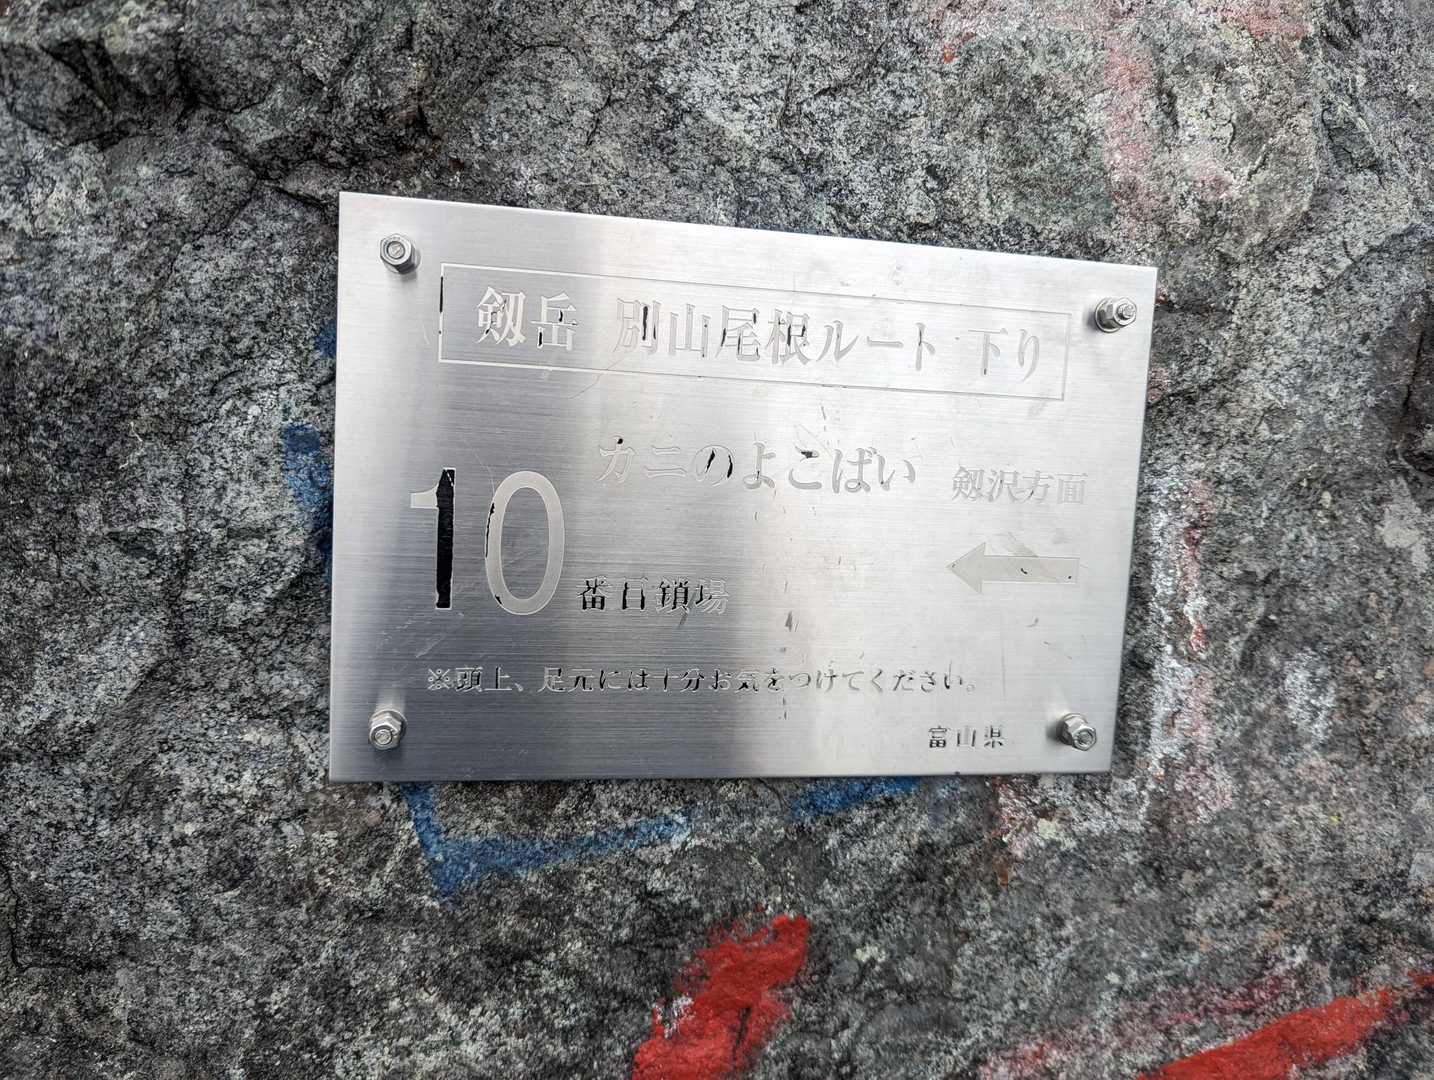 剱岳 別山尾根ルート 下り
カニのよこばい
剱沢方面
10番目鎖場
※頭上、足元には十分お気をつけてください。
富山県